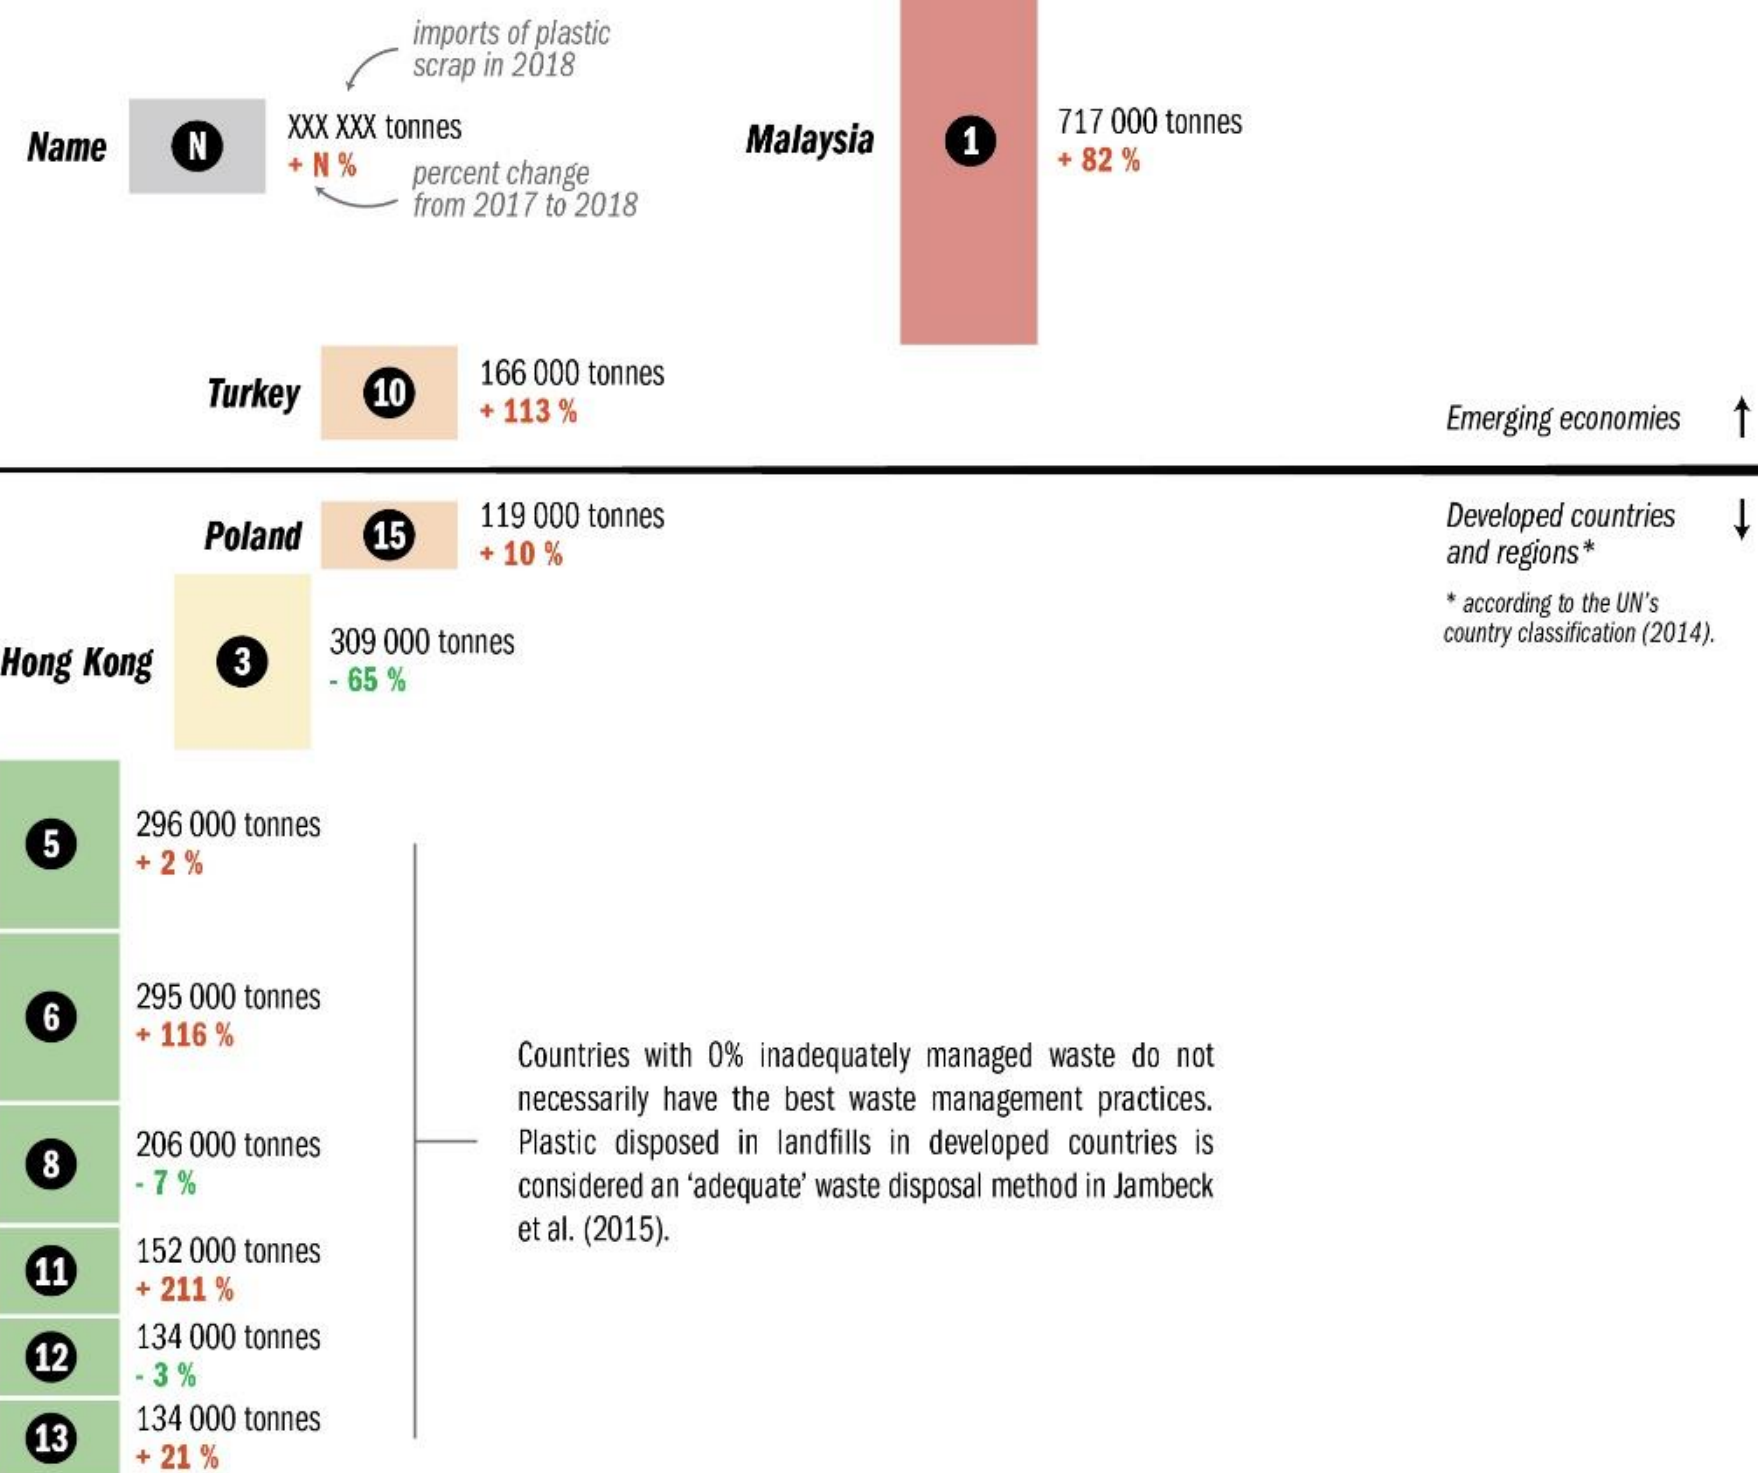 imports of plastic
scrap in 2018
Name
N
XXX XXX tonnes
+ N %
percent change
from 2017 to 2018
Malaysia
1
717 000 tonnes
+ 82 %
Turkey
10
166 000 tonnes
+ 113 %
Emerging economies
Poland
15
119 000 tonnes
+ 10 %
Developed countries
and regions*
* according to the UN's
country classification (2014).
Hong Kong
3
309 000 tonnes
- 65 %
5
296 000 tonnes
+ 2 %
6
295 000 tonnes
+ 116 %
8
206 000 tonnes
- 7 %
11
152 000 tonnes
+ 211 %
12
134 000 tonnes
- 3 %
13
134 000 tonnes
+ 21 %
Countries with 0% inadequately managed waste do not
necessarily have the best waste management practices.
Plastic disposed in landfills in developed countries is
considered an ‘adequate’ waste disposal method in Jambeck
et al. (2015).